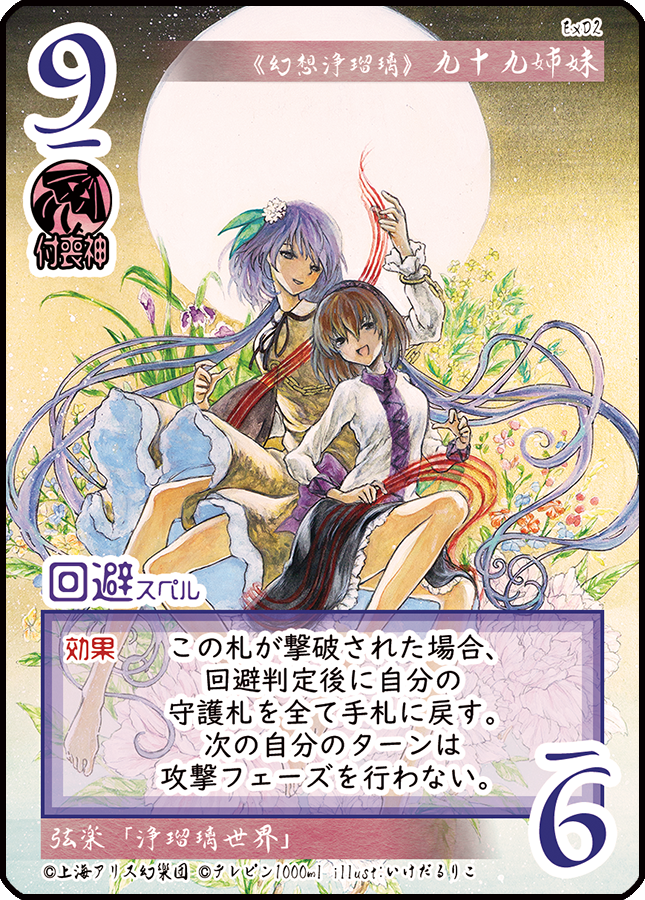 ExD2
9
《幻想浄瑠璃》 九十九姉妹
付喪神
回避スペル
効果
この札が撃破された場合、
回避判定後に自分の
守護札を全て手札に戻す。
次の自分のターンは
攻撃フェーズを行わない。
6
弦楽「浄瑠璃世界」
©上海アリス幻樂団 ©テレピン1000ml illust:いけだるりこ